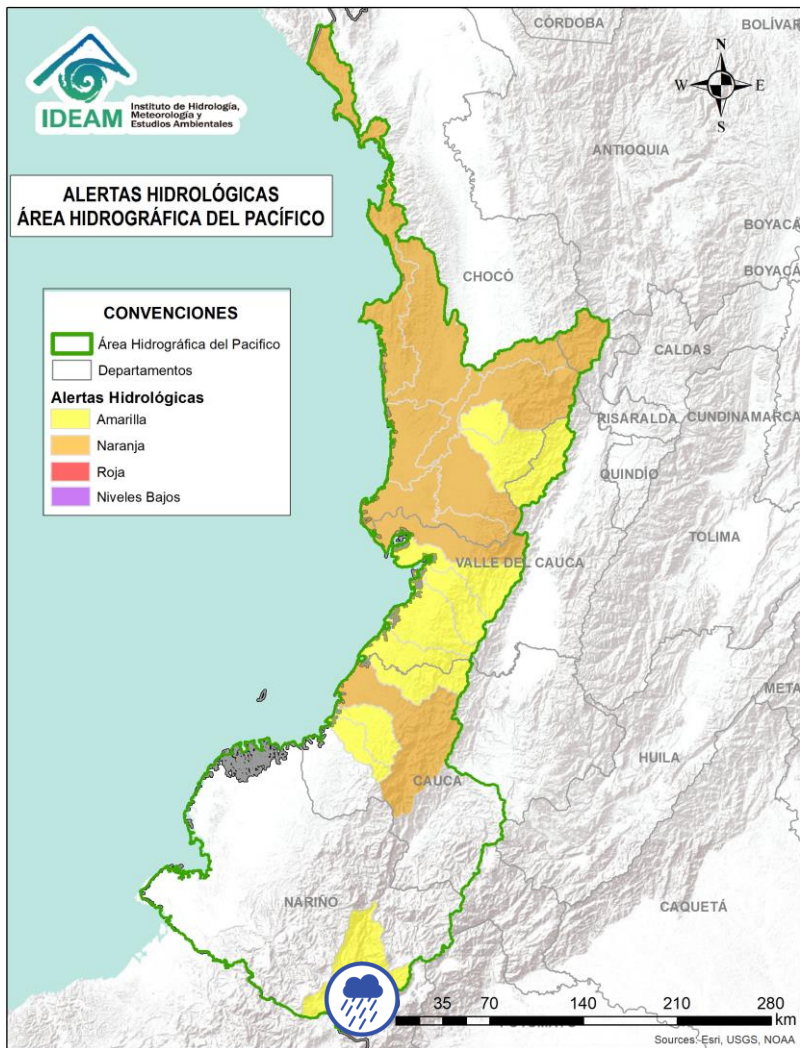 CÓRDOBA
BOLÍVAR
IDEAM
Instituto de Hidrología,
Meteorología y
Estudios Ambientales
N
W
E
S
ANTIOQUIA
ALERTAS HIDROLÓGICAS
ÁREA HIDROGRÁFICA DEL PACÍFICO
BOYACÁ
BOYACÁ
CHOCÓ
CONVENCIONES
Área Hidrográfica del Pacifico
Departamentos
Alertas Hidrológicas
Amarilla
Naranja
Roja
Niveles Bajos
CALDAS
RISARALDA
CUNDINAMARCA
QUINDÍO
TOLIMA
VALLE DEL CAUCA
META
HUILA
CAUCA
NARIÑO
CAQUETÁ
35 70 140 210 280
km
Sources: Esri, USGS, NOAA